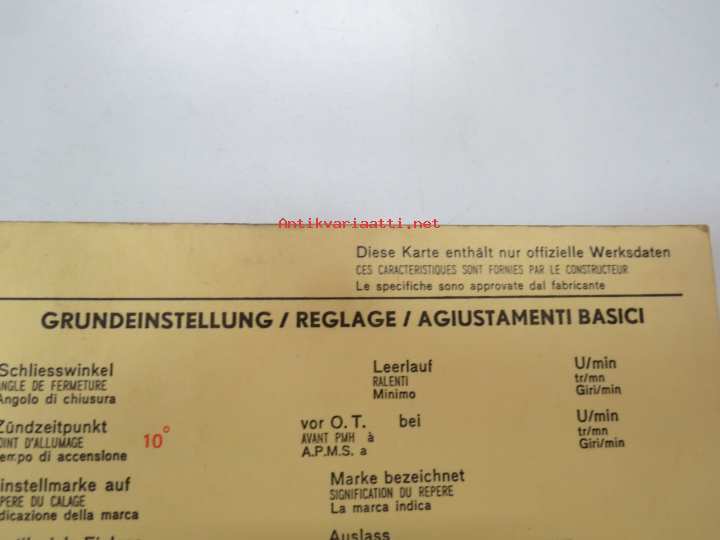 Antikvariaatti.net
Diese Karte enthält nur offizielle Werksdaten
CES CARACTERISTIQUES SONT FORNIES PAR LE CONSTRUCTEUR
Le specifiche sono approvate dal fabricante
GRUNDEINSTELLUNG / REGLAGE / AGIUSTAMENTI BASICI
Schliesswinkel Leerlauf U/min
ANGLE DE FERMETURE RALENTI tr/mn
Angolo di chiusura Minimo Giri/min
Zündzeitpunkt vor O. T. bei U/min
POINT D'ALLUMAGE 10° AVANT PMH à tr/mn
tempo di accensione A.P.M.S. a Giri/min
instellmarke auf Marke bezeichnet
EPERE DU CALAGE SIGNIFICATION DU REPERE
dicazione della marca La marca indica
Auslass